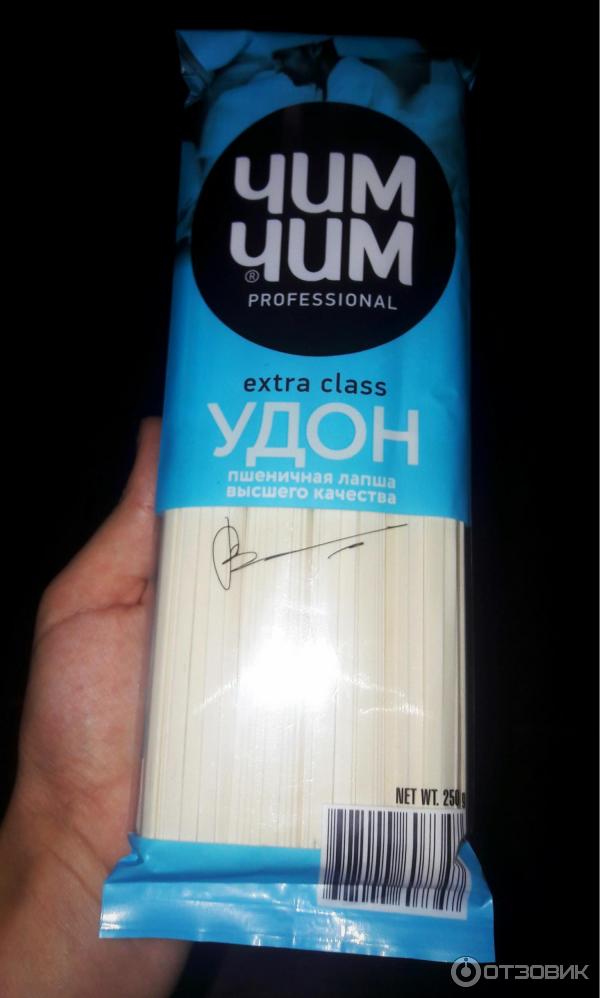 ЧИМ
ЧИМ
®
PROFESSIONAL
extra class
УДОН
пшеничная лапша
высшего качества
NET WT. 250 g
ОТЗОВИК